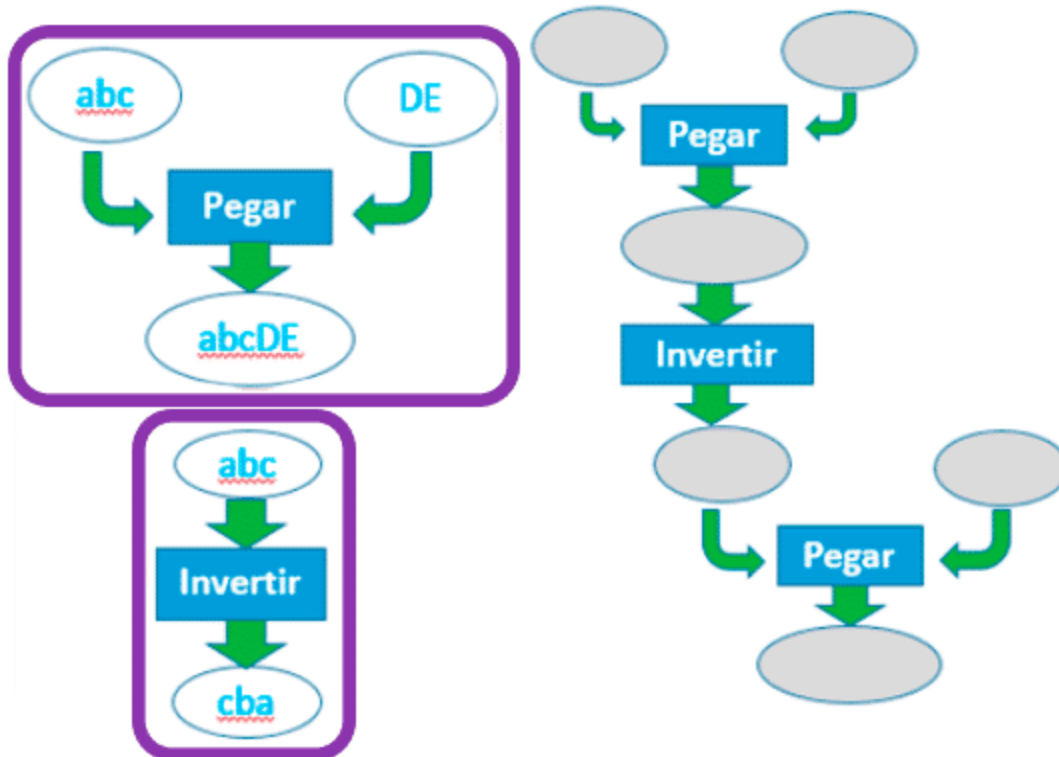 abc
DE
Pegar
abcDE
abc
Invertir
cba
Pegar
Invertir
Pegar